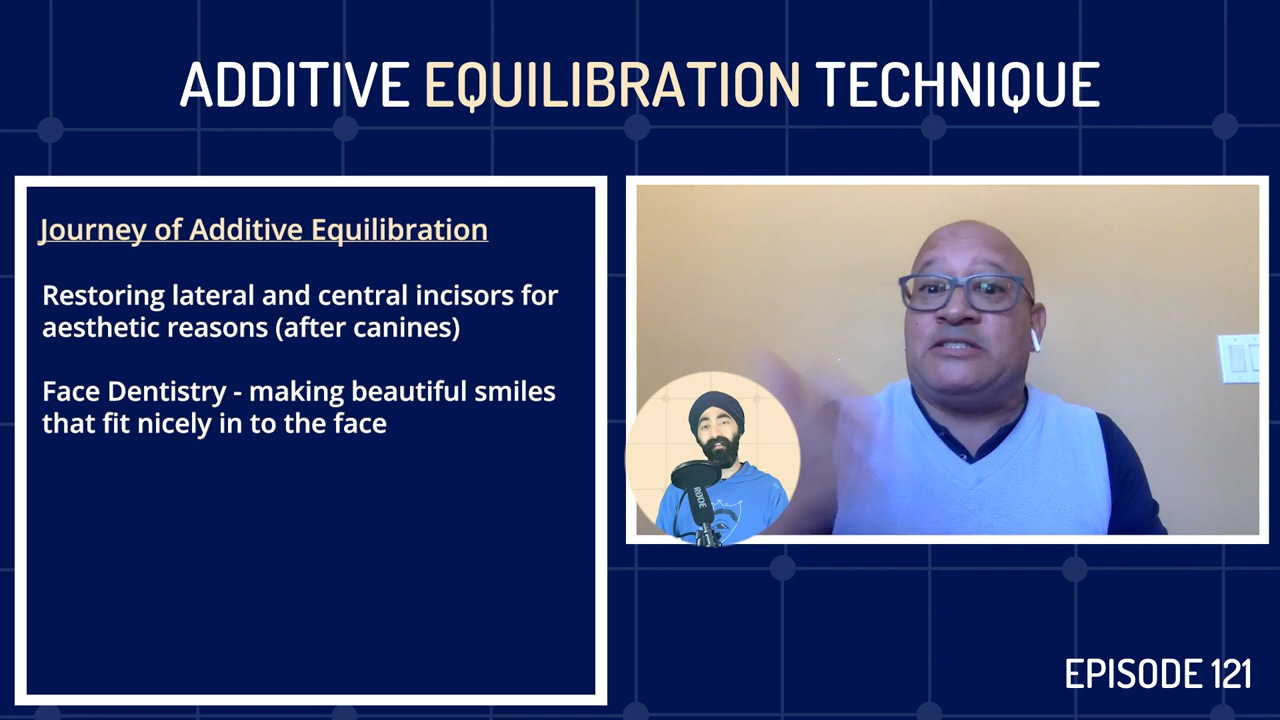 ADDITIVE EQUILIBRATION TECHNIQUE
Journey of Additive Equilibration
Restoring lateral and central incisors for
aesthetic reasons (after canines)
Face Dentistry - making beautiful smiles
that fit nicely in to the face
RØDE
EPISODE 121